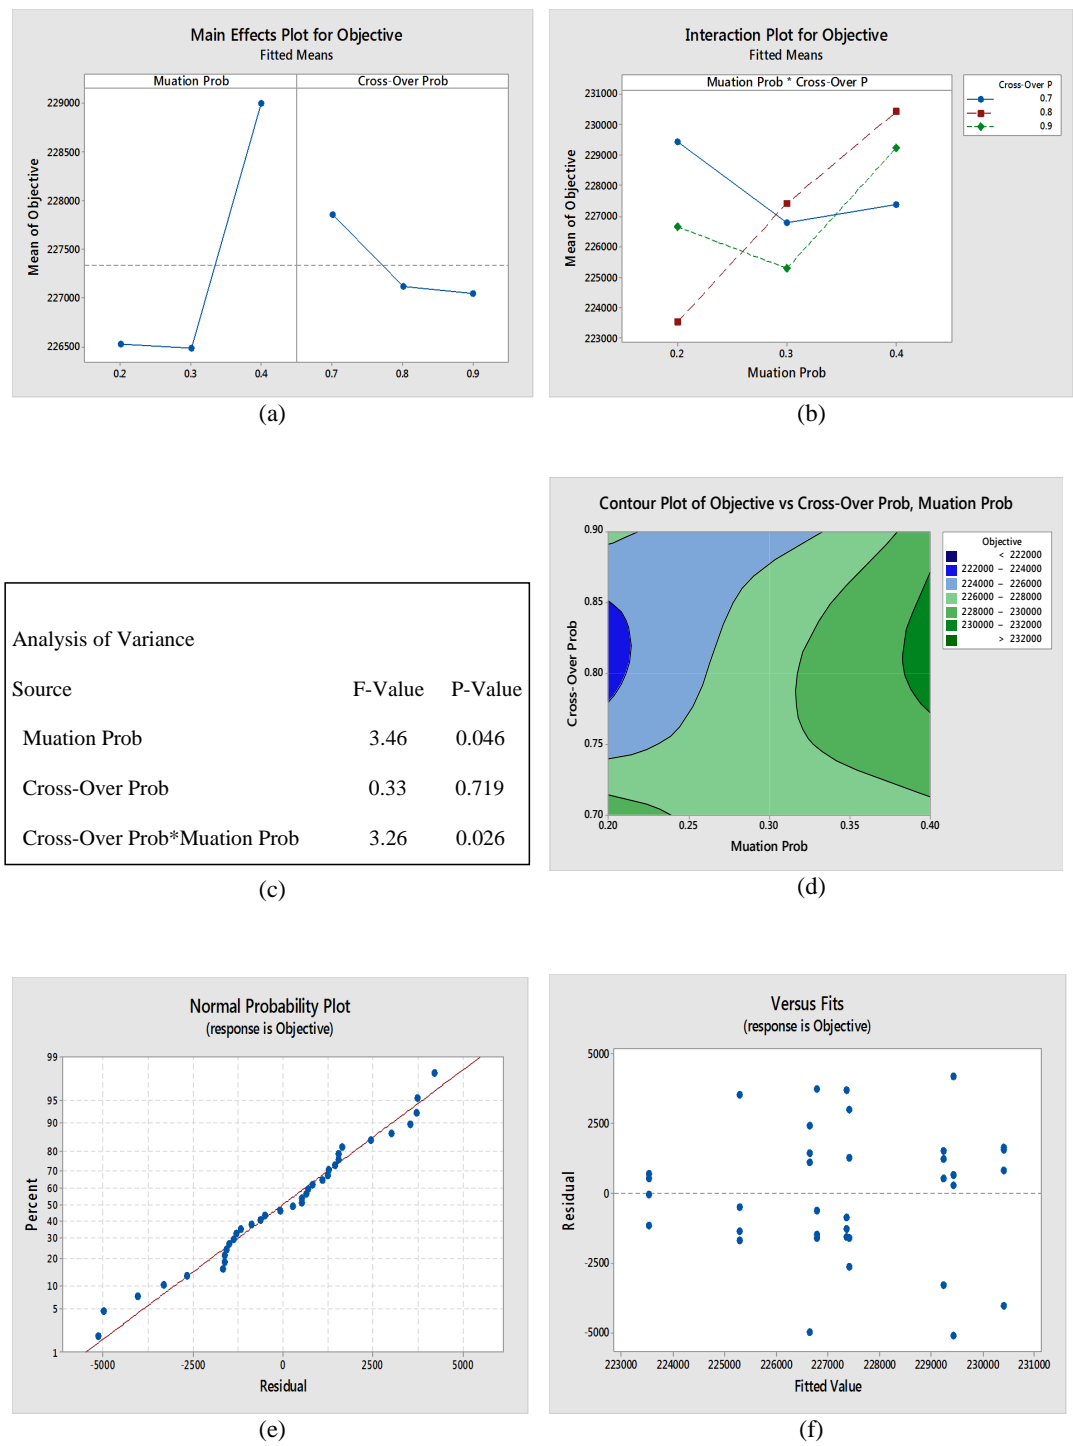 Main Effects Plot for Objective
Fitted Means
Muation Prob
Cross-Over Prob
229000
228500
228000
227500
227000
226500
Mean of Objective
0.2 0.3 0.4 0.7 0.8 0.9
(a)
Interaction Plot for Objective
Fitted Means
Muation Prob * Cross-Over P
231000
230000
229000
228000
227000
226000
225000
224000
223000
Mean of Objective
0.2 0.3 0.4
Muation Prob
Cross-Over P
0.7
0.8
0.9
(b)
Analysis of Variance
Source F-Value P-Value
Muation Prob 3.46 0.046
Cross-Over Prob 0.33 0.719
Cross-Over Prob*Muation Prob 3.26 0.026
(c)
Contour Plot of Objective vs Cross-Over Prob, Muation Prob
0.90
0.85
0.80
0.75
0.70
Cross-Over Prob
0.20 0.25 0.30 0.35 0.40
Muation Prob
Objective
< 222000
222000 – 224000
224000 – 226000
226000 – 228000
228000 – 230000
230000 – 232000
> 232000
(d)
Normal Probability Plot
(response is Objective)
99
95
90
80
70
60
50
40
30
20
10
5
1
Percent
-5000 -2500 0 2500 5000
Residual
(e)
Versus Fits
(response is Objective)
5000
2500
0
-2500
-5000
Residual
223000 224000 225000 226000 227000 228000 229000 230000 231000
Fitted Value
(f)